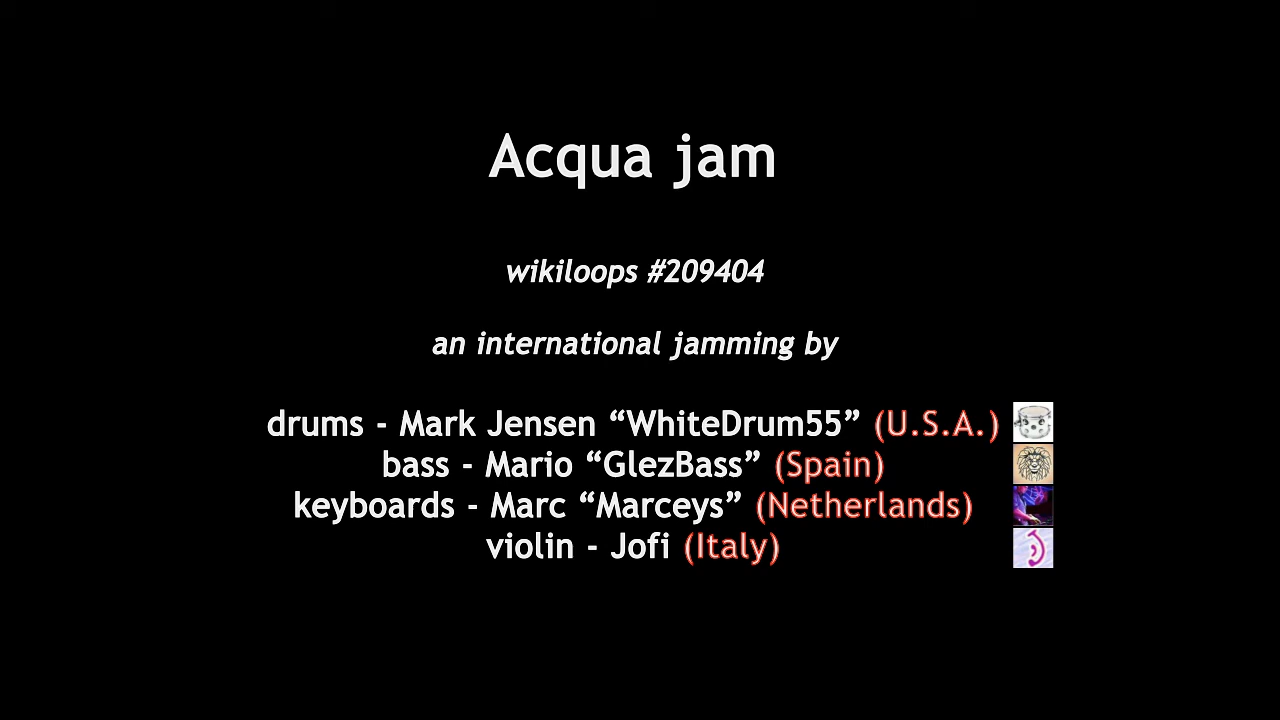 Acqua jam
wikiloops #209404
an international jamming by
drums - Mark Jensen “WhiteDrum55” (U.S.A.)
bass - Mario “GlezBass” (Spain)
keyboards - Marc “Marceys” (Netherlands)
violin - Jofi (Italy)